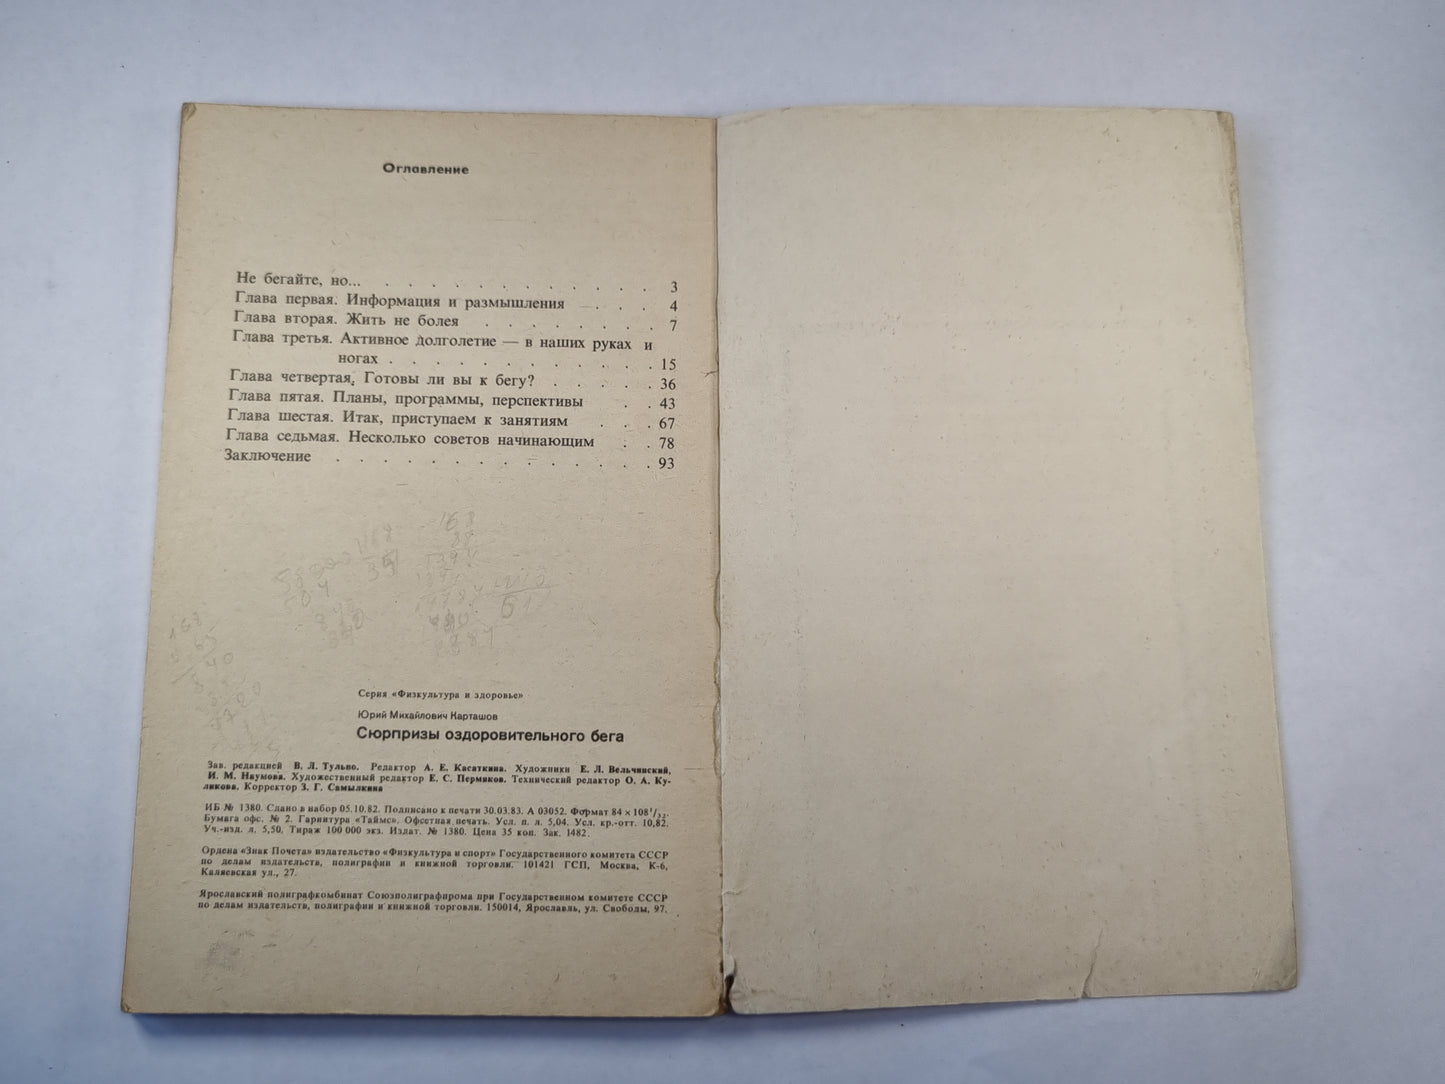 Оглавление
Не бегайте, но... . . . . . . . . . . . . 3
Глава первая. Информация и размышления . . . 4
Глава вторая. Жить не болея . . . . . . . . 7
Глава третья. Активное долголетие — в наших руках и
ногах . . . . . . . . . . . . 15
Глава четвертая. Готовы ли вы к бегу? . . . . . 36
Глава пятая. Планы, программы, перспективы . . 43
Глава шестая. Итак, приступаем к занятиям . . . 67
Глава седьмая. Несколько советов начинающим . . 78
Заключение . . . . . . . . . . . . . . 93
168
Серия «Физкультура и здоровье»
Юрий Михайлович Карташов
Сюрпризы оздоровительного бега
Зав. редакцией В. Л. Тульпо. Редактор А. Е. Касаткина. Художники Е. Л. Вельчинский,
И. М. Наумова. Художественный редактор Е. С. Пермяков. Технический редактор О. А. Ку-
ликова. Корректор З. Г. Самылкина
ИБ № 1380. Сдано в набор 05.10.82. Подписано к печати 30.03.83. А 03052. Формат 84 × 108¹/₃₂.
Бумага офс. № 2. Гарнитура «Таймс». Офсетная печать. Усл. п. л. 5,04. Усл. кр.-отт. 10,82.
Уч.-изд. л. 5,50. Тираж 100 000 экз. Издат. № 1380. Цена 35 коп. Зак. 1482.
Ордена «Знак Почета» издательство «Физкультура и спорт» Государственного комитета СССР
по делам издательств, полиграфии и книжной торговли. 101421 ГСП, Москва, К-6,
Каляевская ул., 27.
Ярославский полиграфкомбинат Союзполиграфпрома при Государственном комитете СССР
по делам издательств, полиграфии и книжной торговли. 150014, Ярославль, ул. Свободы, 97.